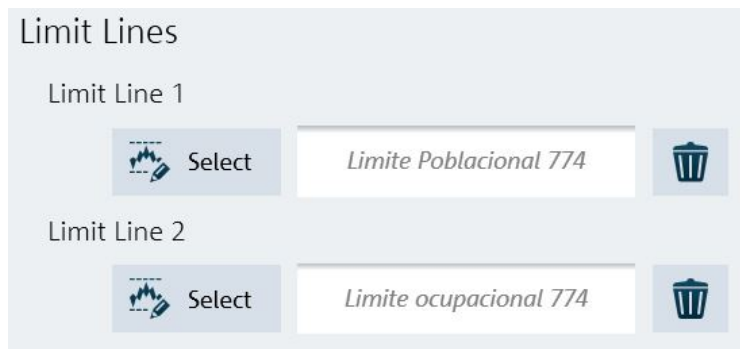 Limit Lines
Limit Line 1
Select Limite Poblacional 774
Limit Line 2
Select Limite ocupacional 774